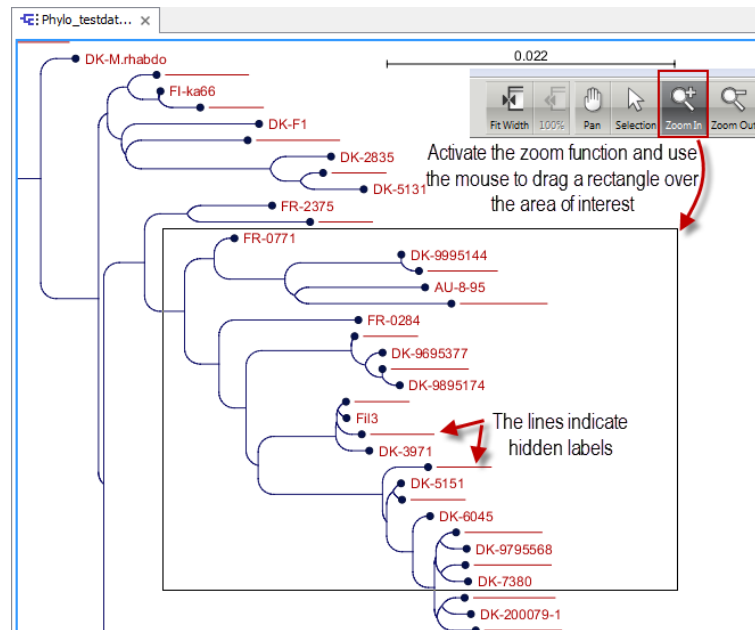 Phylo_testdat...
DK-M.rhabdo
0.022
FI-ka66
Fit Width 100% Pan Selection Zoom In Zoom Out
DK-F1
Activate the zoom function and use
the mouse to drag a rectangle over
the area of interest
DK-2835
DK-5131
FR-2375
FR-0771
DK-9995144
AU-8-95
FR-0284
DK-9695377
DK-9895174
Fil3
The lines indicate
hidden labels
DK-3971
DK-5151
DK-6045
DK-9795568
DK-7380
DK-200079-1